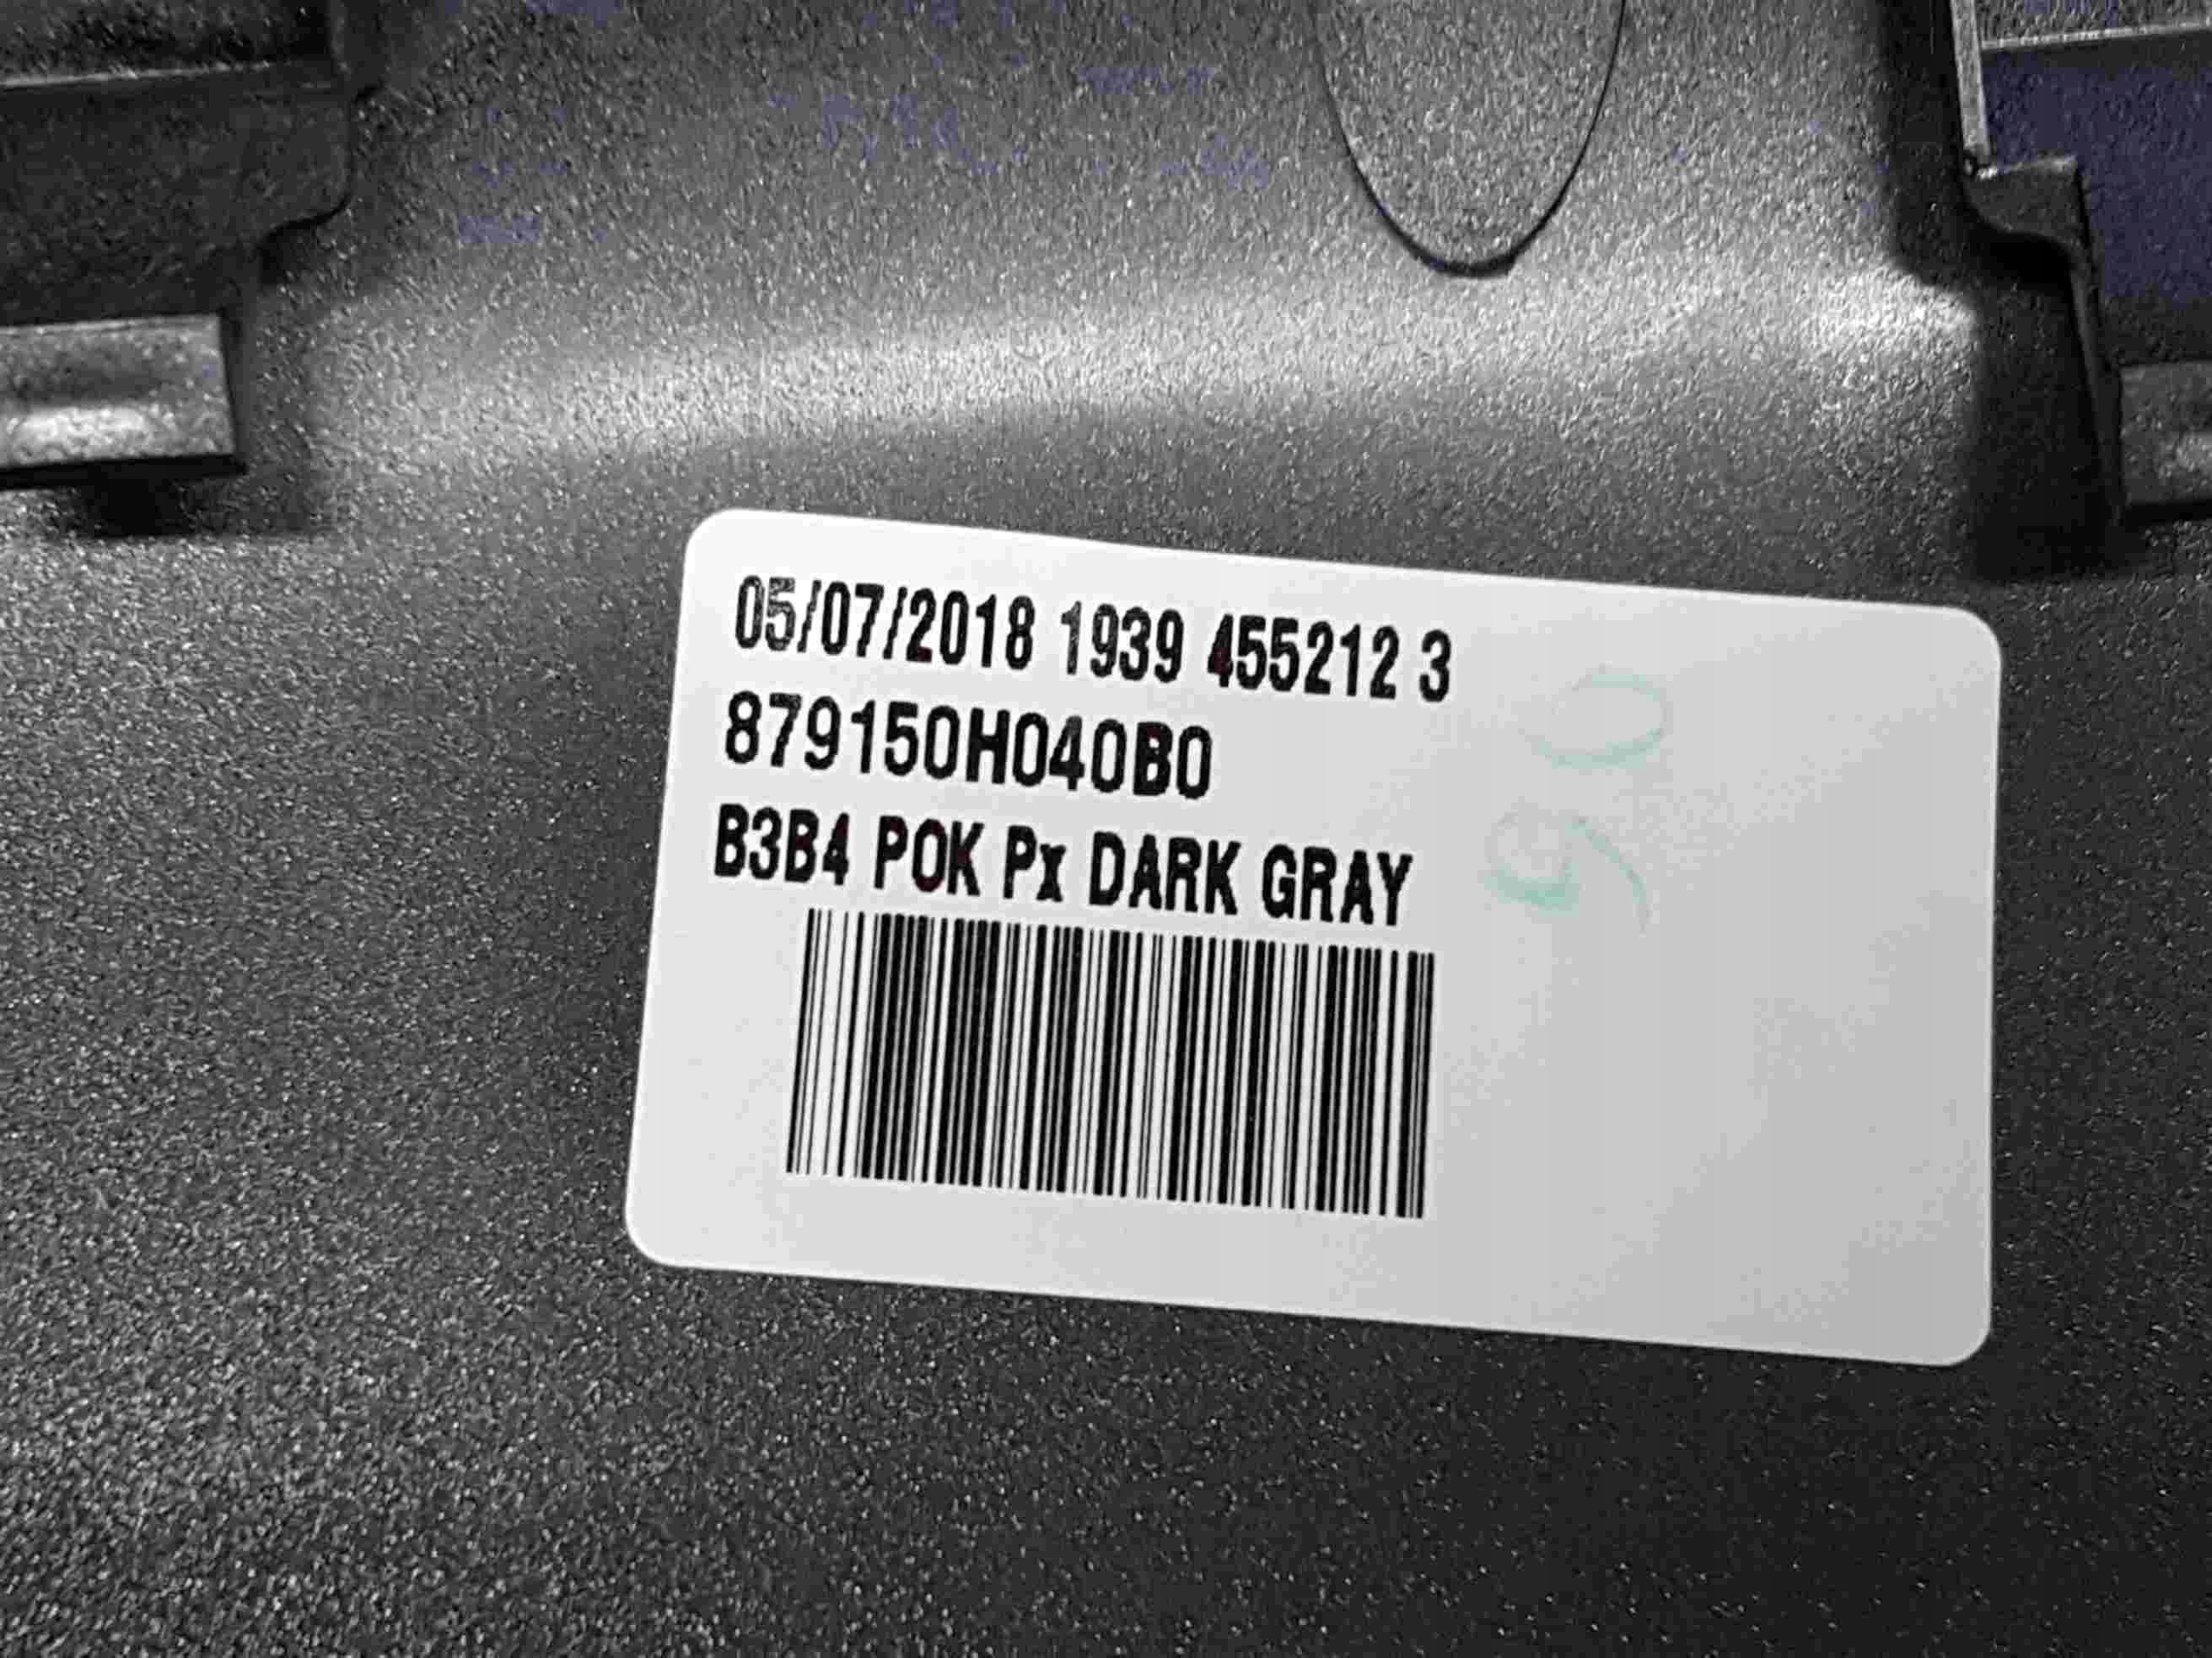 05/07/2018 1939 455212 3
879150H040B0
B3B4 POK Px DARK GRAY